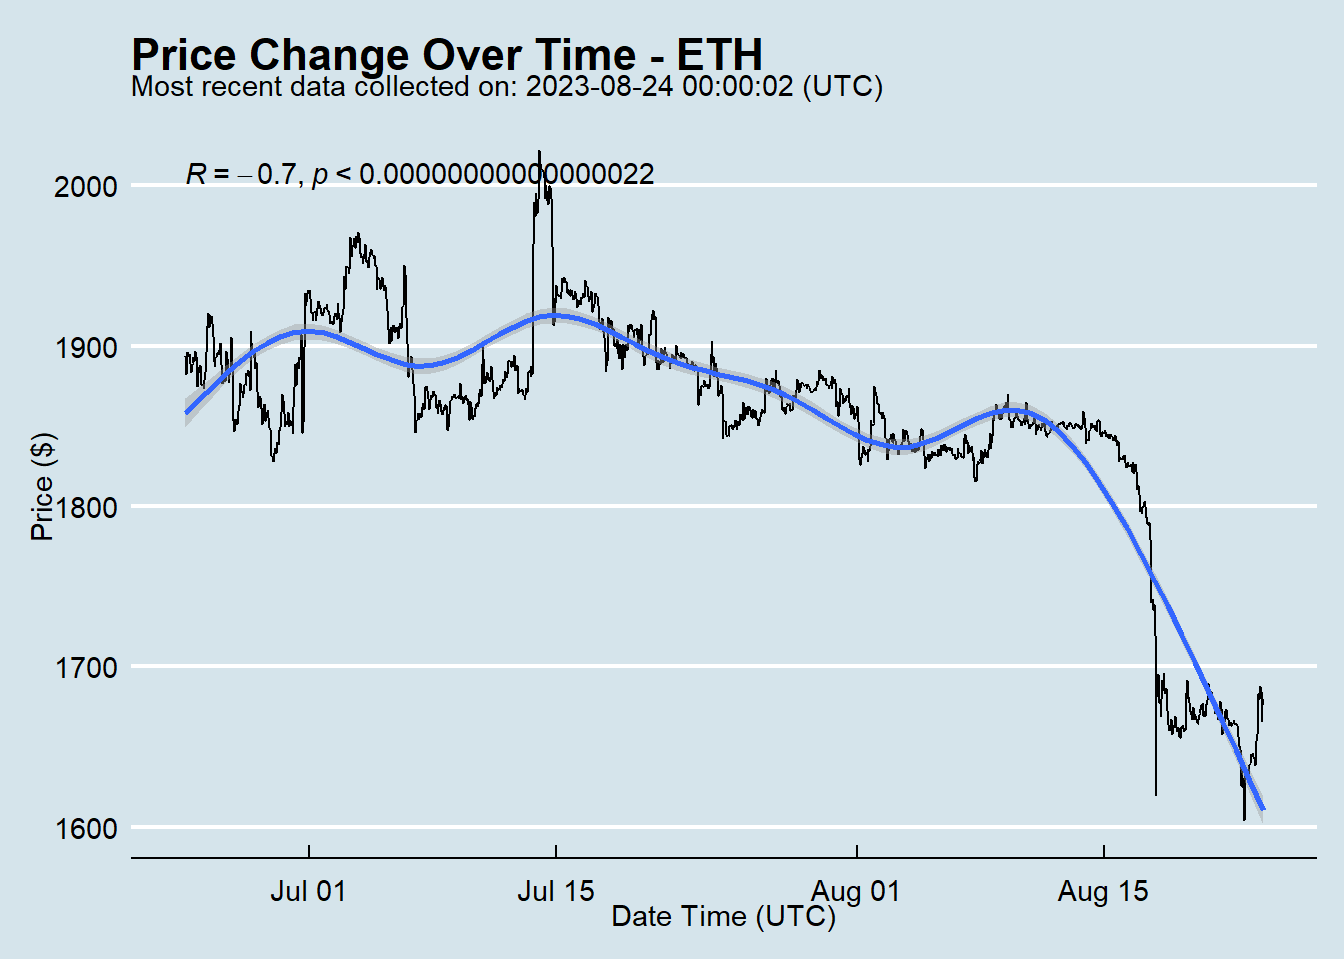 Price Change Over Time - ETH
Most recent data collected on: 2023-08-24 00:00:02 (UTC)
R = −0.7, p < 0.00000000000000022
2000
1900
1800
1700
1600
Price ($)
Jul 01 Jul 15 Aug 01 Aug 15
Date Time (UTC)